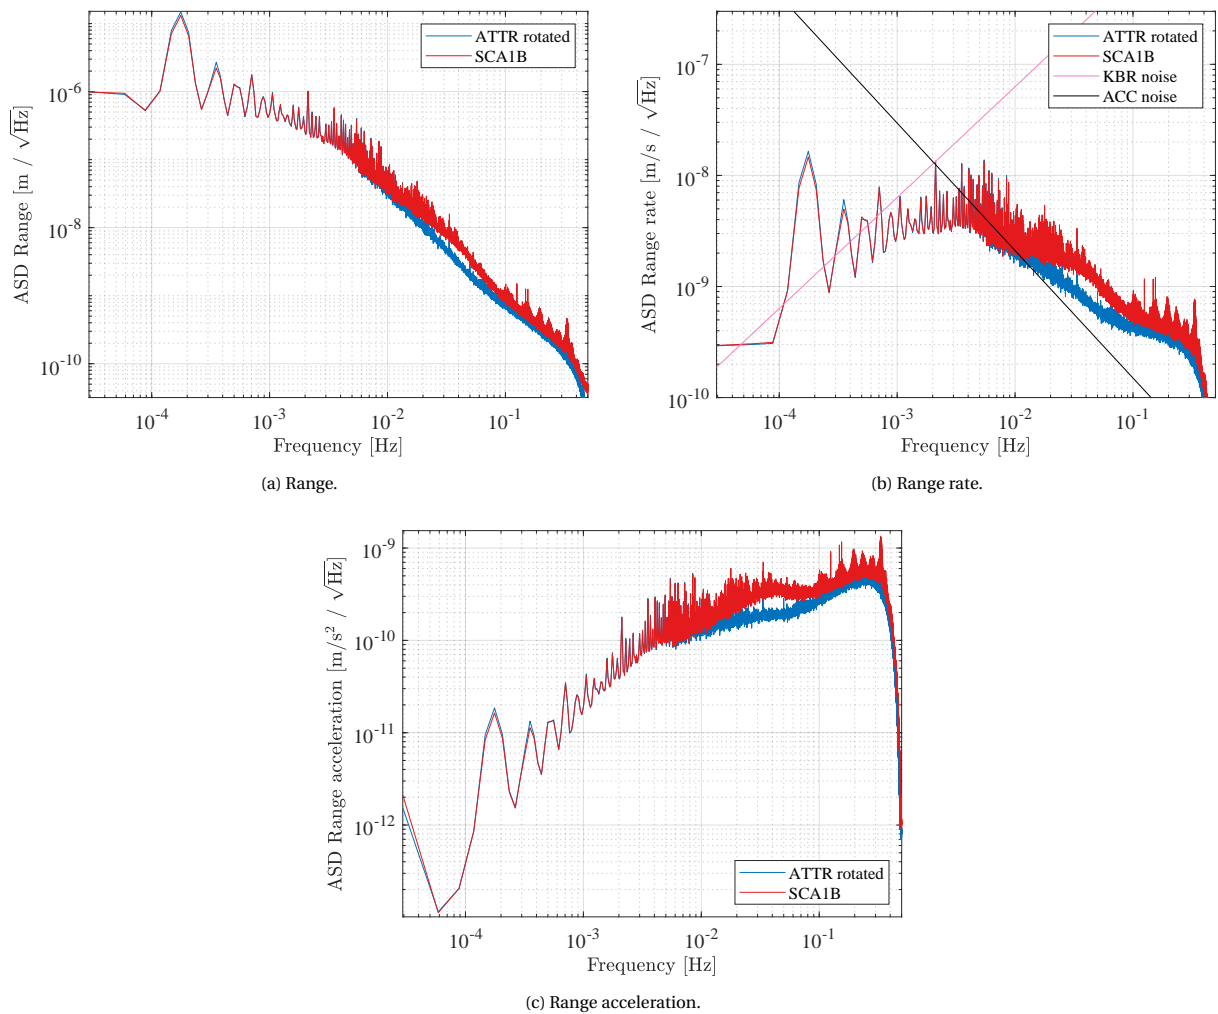 ASD Range [m / √Hz]
10^-6
10^-8
10^-10
ATTR rotated
SCA1B
10^-4
10^-3
10^-2
10^-1
Frequency [Hz]
(a) Range.
ASD Range rate [m/s / √Hz]
10^-7
10^-8
10^-9
10^-10
ATTR rotated
SCA1B
KBR noise
ACC noise
10^-4
10^-3
10^-2
10^-1
Frequency [Hz]
(b) Range rate.
ASD Range acceleration [m/s² / √Hz]
10^-9
10^-10
10^-11
10^-12
ATTR rotated
SCA1B
10^-4
10^-3
10^-2
10^-1
Frequency [Hz]
(c) Range acceleration.